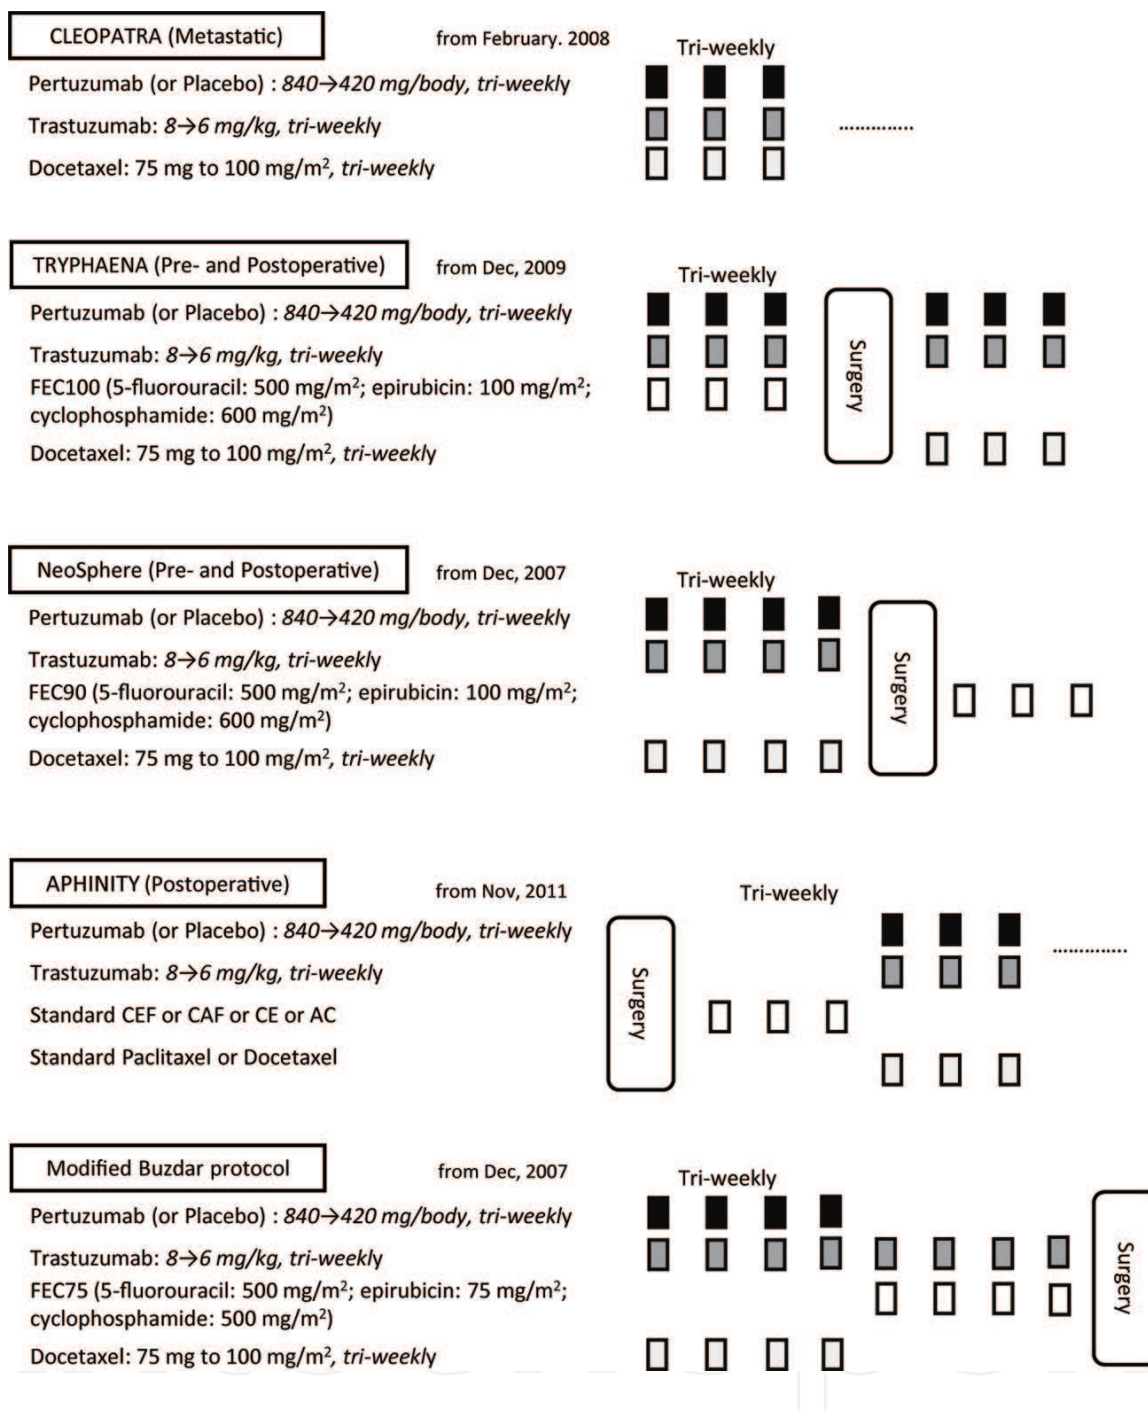 CLEOPATRA (Metastatic)
from February. 2008
Tri-weekly
Pertuzumab (or Placebo) : 840→420 mg/body, tri-weekly
Trastuzumab: 8→6 mg/kg, tri-weekly
..............
Docetaxel: 75 mg to 100 mg/m², tri-weekly
TRYPHAENA (Pre- and Postoperative)
from Dec, 2009
Tri-weekly
Pertuzumab (or Placebo) : 840→420 mg/body, tri-weekly
Trastuzumab: 8→6 mg/kg, tri-weekly
FEC100 (5-fluorouracil: 500 mg/m²; epirubicin: 100 mg/m²;
cyclophosphamide: 600 mg/m²)
Docetaxel: 75 mg to 100 mg/m², tri-weekly
Surgery
NeoSphere (Pre- and Postoperative)
from Dec, 2007
Tri-weekly
Pertuzumab (or Placebo) : 840→420 mg/body, tri-weekly
Trastuzumab: 8→6 mg/kg, tri-weekly
FEC90 (5-fluorouracil: 500 mg/m²; epirubicin: 100 mg/m²;
cyclophosphamide: 600 mg/m²)
Docetaxel: 75 mg to 100 mg/m², tri-weekly
Surgery
APHINITY (Postoperative)
from Nov, 2011
Tri-weekly
Pertuzumab (or Placebo) : 840→420 mg/body, tri-weekly
..............
Trastuzumab: 8→6 mg/kg, tri-weekly
Standard CEF or CAF or CE or AC
Standard Paclitaxel or Docetaxel
Surgery
Modified Buzdar protocol
from Dec, 2007
Tri-weekly
Pertuzumab (or Placebo) : 840→420 mg/body, tri-weekly
Trastuzumab: 8→6 mg/kg, tri-weekly
FEC75 (5-fluorouracil: 500 mg/m²; epirubicin: 75 mg/m²;
cyclophosphamide: 500 mg/m²)
Docetaxel: 75 mg to 100 mg/m², tri-weekly
Surgery